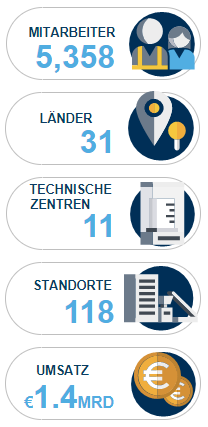 MITARBEITER
5,358
LÄNDER
31
TECHNISCHE
ZENTREN
11
STANDORTE
118
UMSATZ
€1.4MRD
€
€